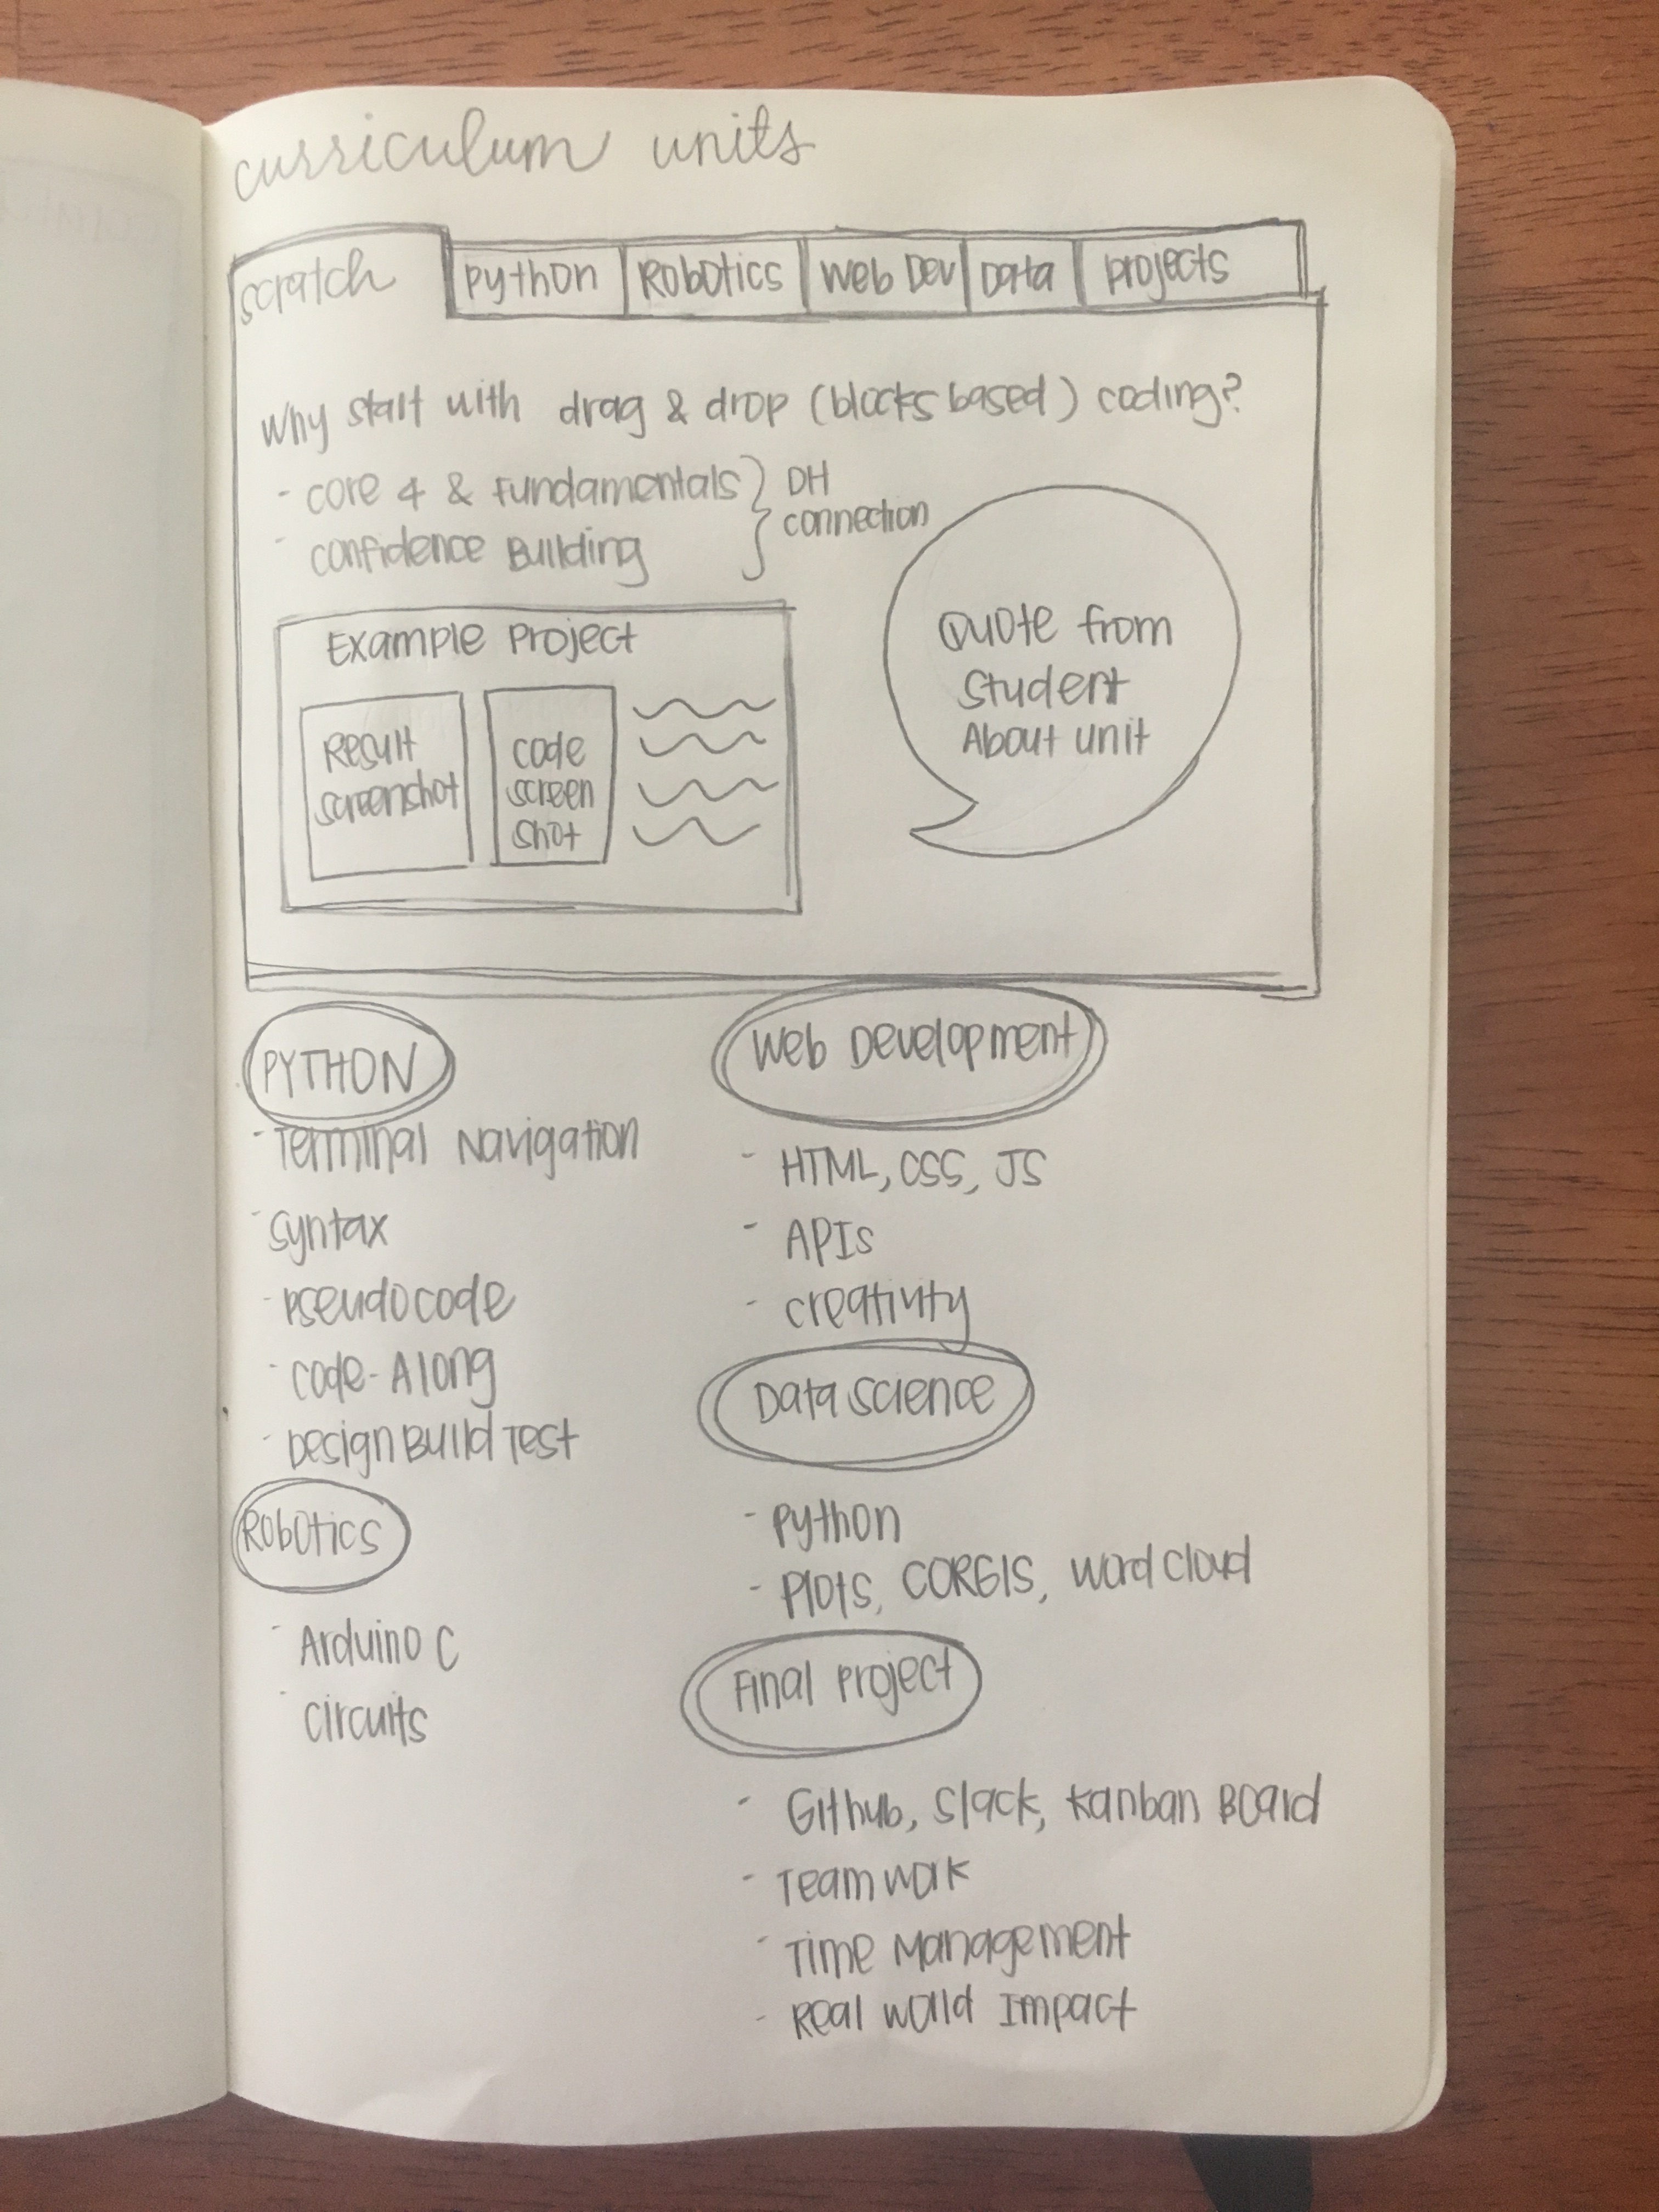 curriculum units
scratch
Python
Robotics
Web Dev
Data
Projects
Why start with drag & drop (blocks based) coding?
- core 4 & Fundamentals
- confidence Building
DH
connection
Example Project
Result
screenshot
code
screen
shot
Quote from
Student
About unit
PYTHON
- Terminal Navigation
- Syntax
- Pseudocode
- Code-Along
- Design Build Test
Robotics
- Arduino C
- Circuits
Web Development
- HTML, CSS, JS
- APIs
- creativity
Data Science
- Python
- Plots, CORGIS, Word Cloud
Final Project
- Github, Slack, Kanban Board
- Teamwork
- Time Management
- Real World Impact